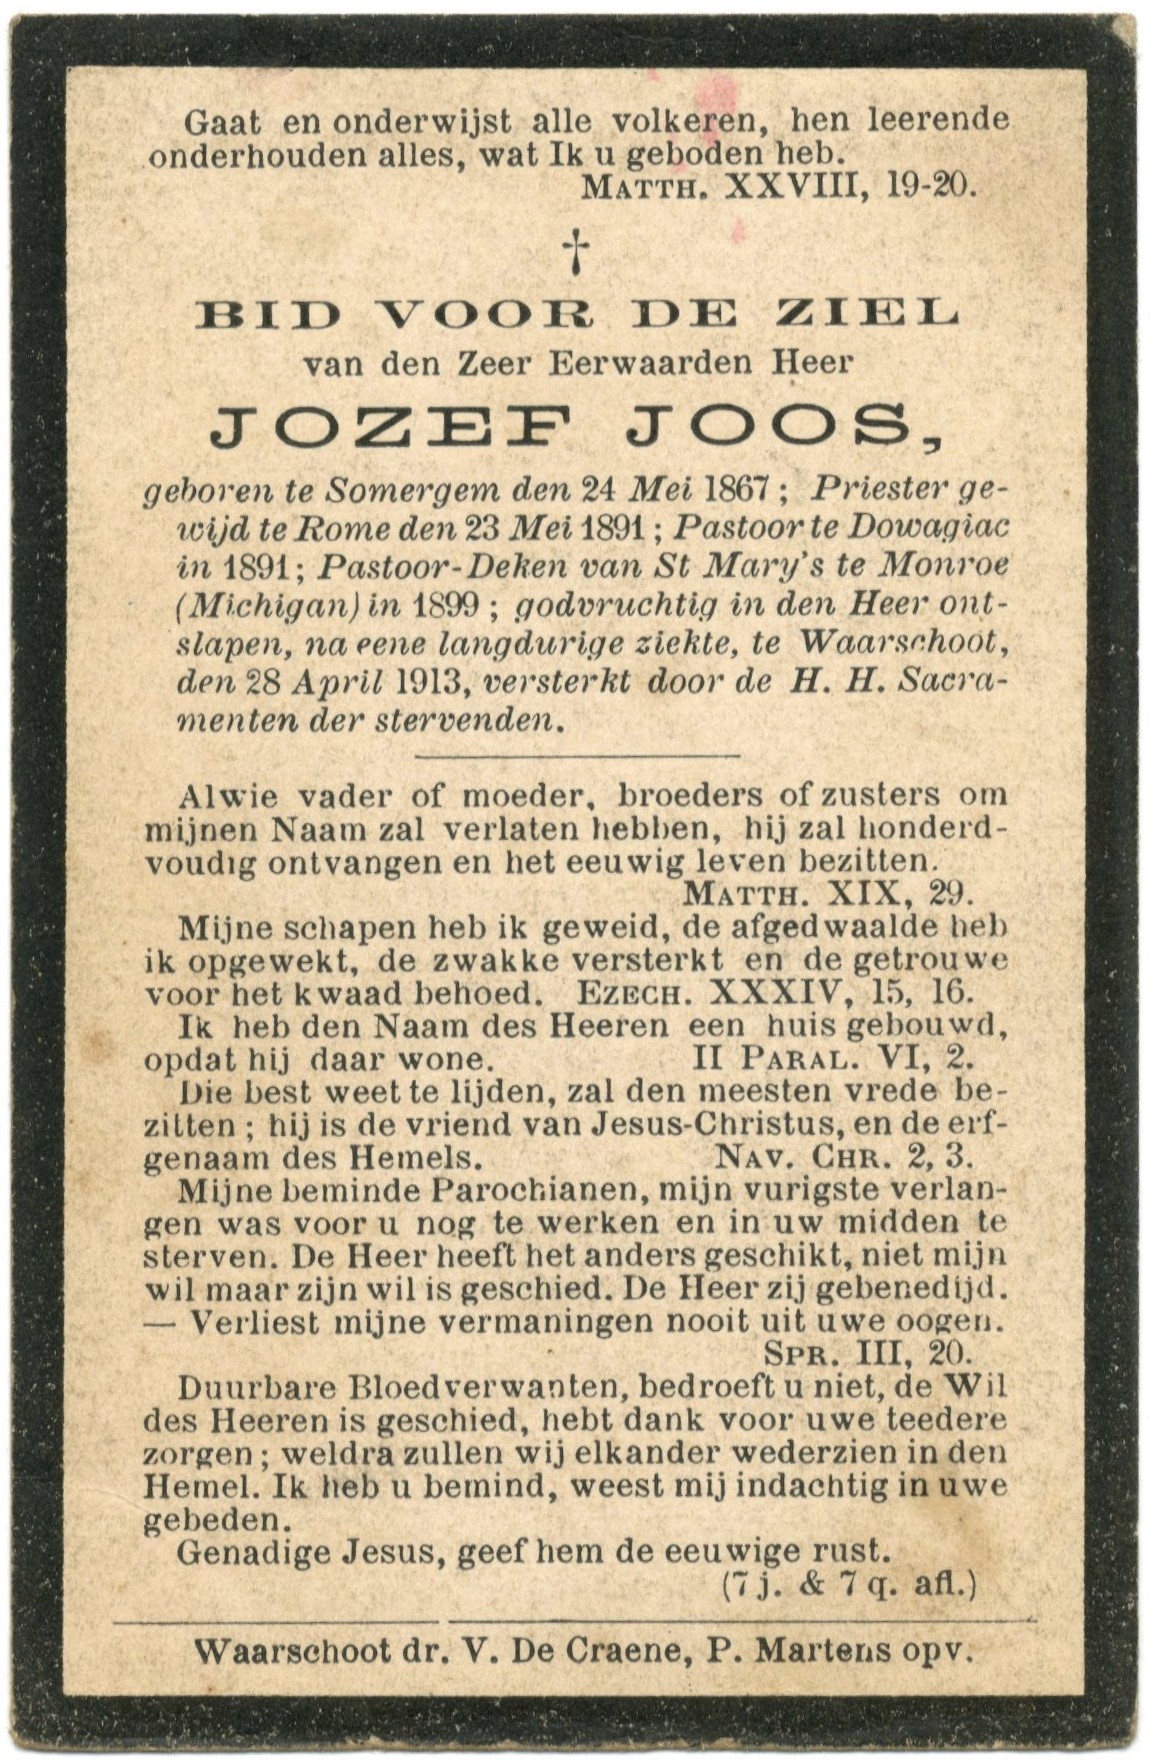 Gaat en onderwijst alle volkeren, hen leerende
onderhouden alles, wat Ik u geboden heb.
MATTH. XXVIII, 19-20.
†
BID VOOR DE ZIEL
van den Zeer Eerwaarden Heer
JOZEF JOOS,
geboren te Somergem den 24 Mei 1867 ; Priester ge-
wijd te Rome den 23 Mei 1891 ; Pastoor te Dowagiac
in 1891 ; Pastoor-Deken van St Mary's te Monroe
(Michigan) in 1899 ; godvruchtig in den Heer ont-
slapen, na eene langdurige ziekte, te Waarschoot,
den 28 April 1913, versterkt door de H. H. Sacra-
menten der stervenden.
Alwie vader of moeder, broeders of zusters om
mijnen Naam zal verlaten hebben, hij zal honderd-
voudig ontvangen en het eeuwig leven bezitten.
MATTH. XIX, 29.
Mijne schapen heb ik geweid, de afgedwaalde heb
ik opgewekt, de zwakke versterkt en de getrouwe
voor het kwaad behoed. EZECH. XXXIV, 15, 16.
Ik heb den Naam des Heeren een huis gebouwd,
opdat hij daar wone. II PARAL. VI, 2.
Die best weet te lijden, zal den meesten vrede be-
zitten ; hij is de vriend van Jesus-Christus, en de erf-
genaam des Hemels. NAV. CHR. 2, 3.
Mijne beminde Parochianen, mijn vurigste verlan-
gen was voor u nog te werken en in uw midden te
sterven. De Heer heeft het anders geschikt, niet mijn
wil maar zijn wil is geschied. De Heer zij gebenedijd.
— Verliest mijne vermaningen nooit uit uwe oogen.
SPR. III, 20.
Duurbare Bloedverwanten, bedroeft u niet, de Wil
des Heeren is geschied, hebt dank voor uwe teedere
zorgen ; weldra zullen wij elkander wederzien in den
Hemel. Ik heb u bemind, weest mij indachtig in uwe
gebeden.
Genadige Jesus, geef hem de eeuwige rust.
(7 j. & 7 q. afl.)
Waarschoot dr. V. De Craene, P. Martens opv.